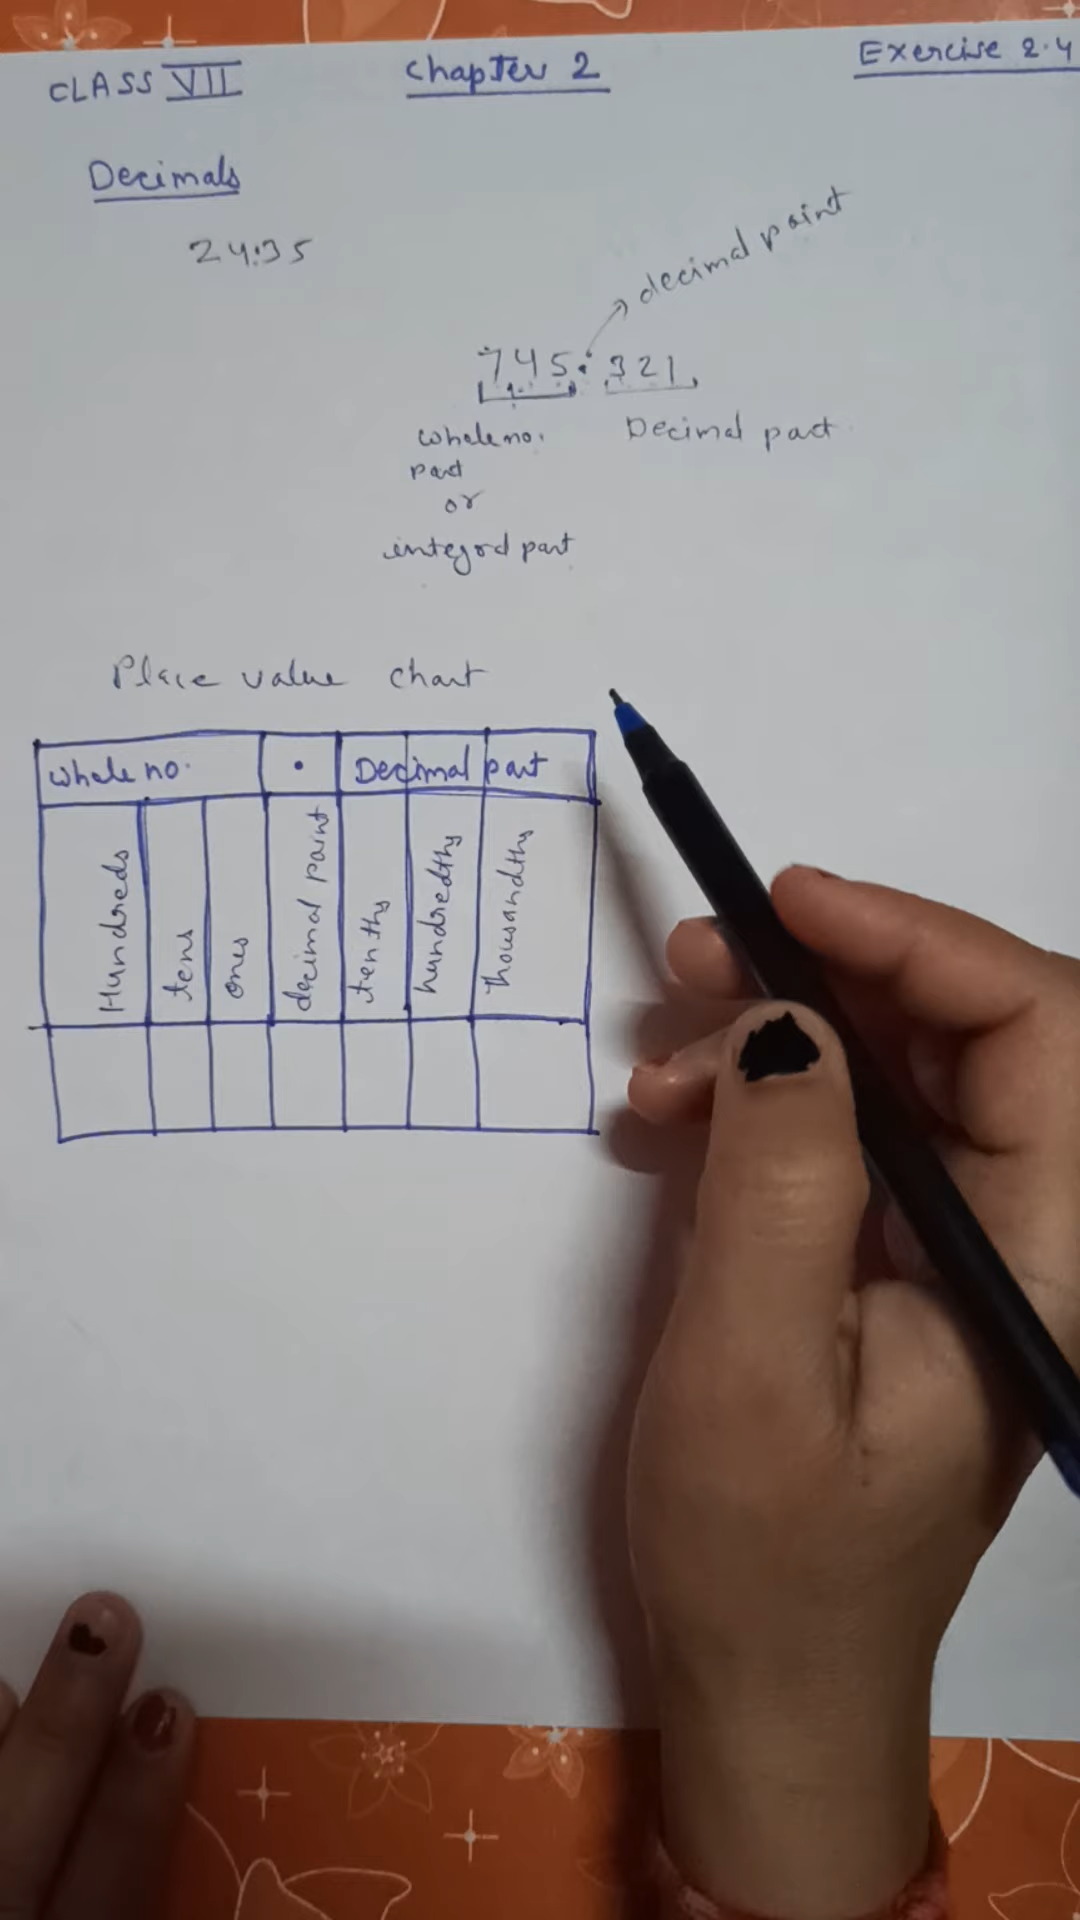 CLASS VII Chapter 2 Exercise 2.4
Decimals
24.35
decimal point
745.321
whole no. Decimal part
part
or
integral part
Place value chart
whole no. . Decimal part
Hundreds tens ones decimal point tenths hundredths thousandths